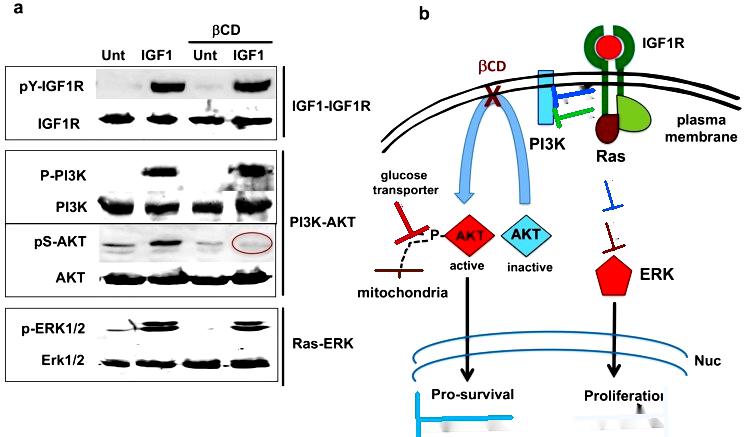 a
βCD
Unt IGF1 Unt IGF1
pY-IGF1R
IGF1R
IGF1-IGF1R
P-PI3K
PI3K
pS-AKT
AKT
PI3K-AKT
p-ERK1/2
Erk1/2
Ras-ERK
b
IGF1R
βCD
plasma
membrane
PI3K
Ras
glucose
transporter
P
AKT
AKT
active
inactive
mitochondria
ERK
Nuc
Pro-survival
Proliferation